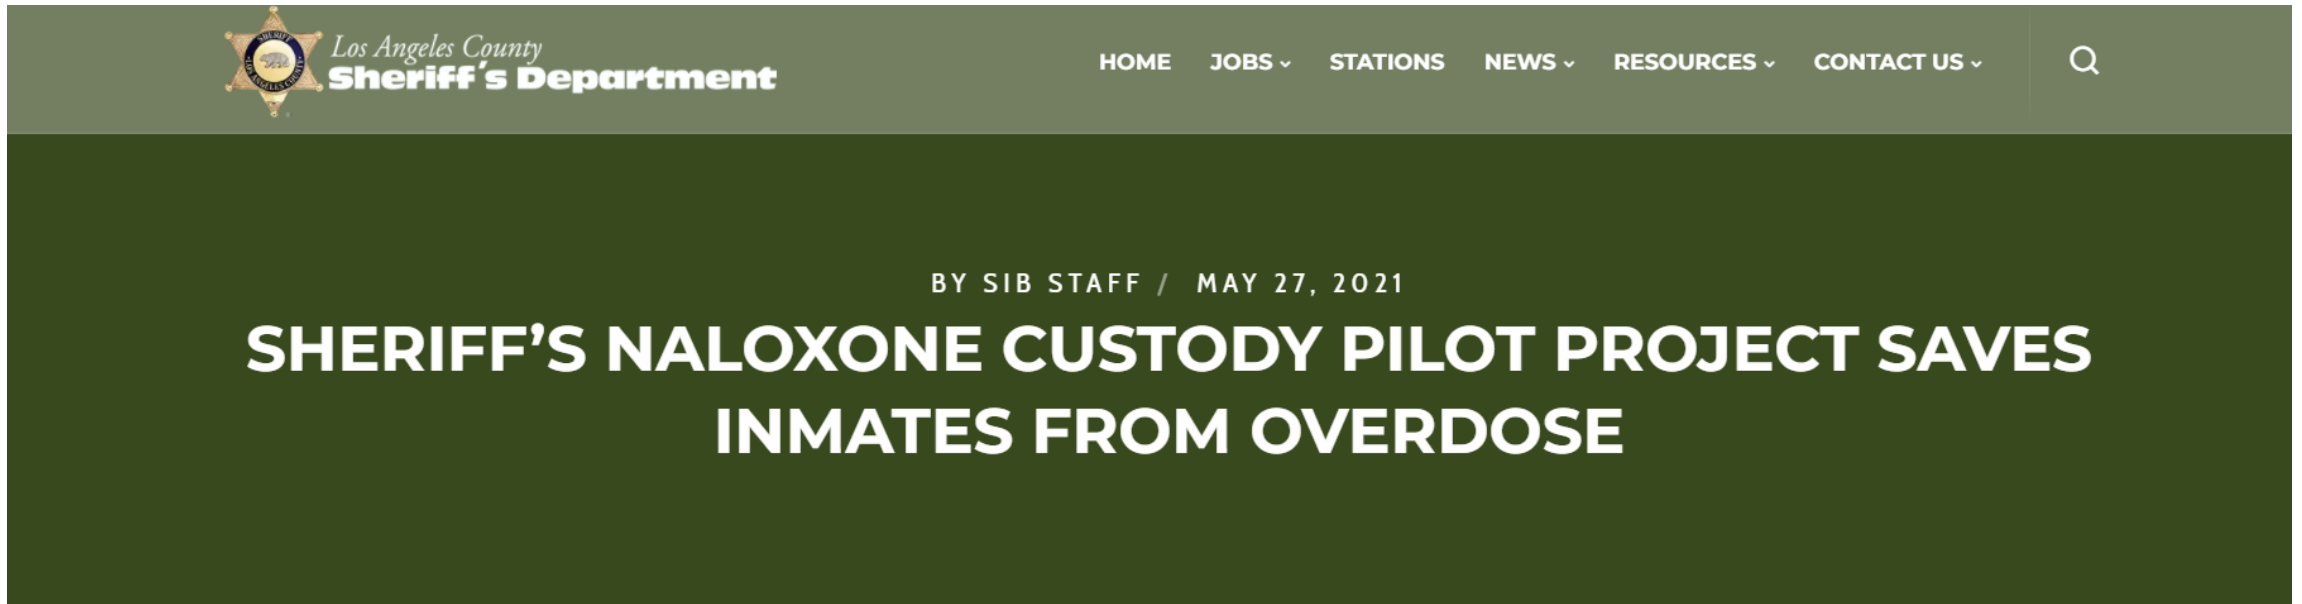 Los Angeles County
Sheriff's Department
HOME JOBS STATIONS NEWS RESOURCES CONTACT US
BY SIB STAFF / MAY 27, 2021
SHERIFF’S NALOXONE CUSTODY PILOT PROJECT SAVES
INMATES FROM OVERDOSE